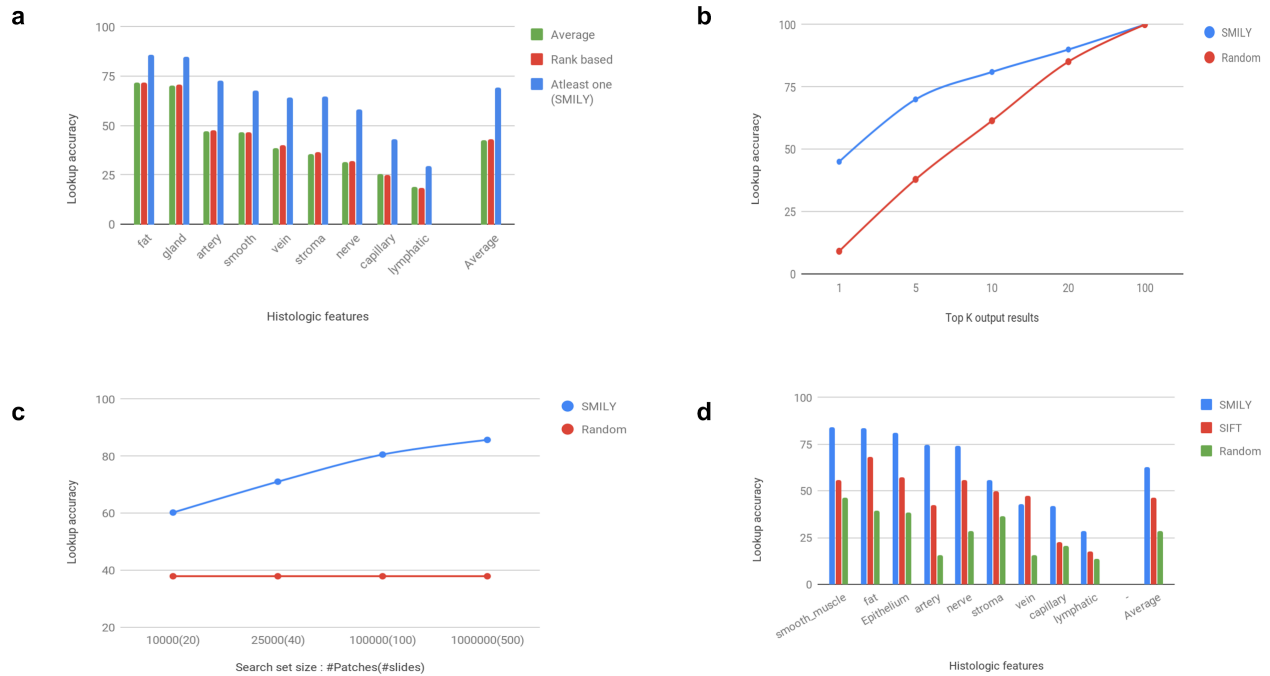 a
100
75
50
25
0
Lookup accuracy
fat
gland
artery
smooth
vein
stroma
nerve
capillary
lymphatic
Average
Histologic features
Average
Rank based
Atleast one
(SMILY)
b
100
75
50
25
0
Lookup accuracy
1
5
10
20
100
Top K output results
SMILY
Random
c
100
80
60
40
20
Lookup accuracy
10000(20)
25000(40)
100000(100)
1000000(500)
Search set size : #Patches(#slides)
SMILY
Random
d
100
75
50
25
0
Lookup accuracy
smooth_muscle
fat
Epithelium
artery
nerve
stroma
vein
capillary
lymphatic
-
Average
Histologic features
SMILY
SIFT
Random